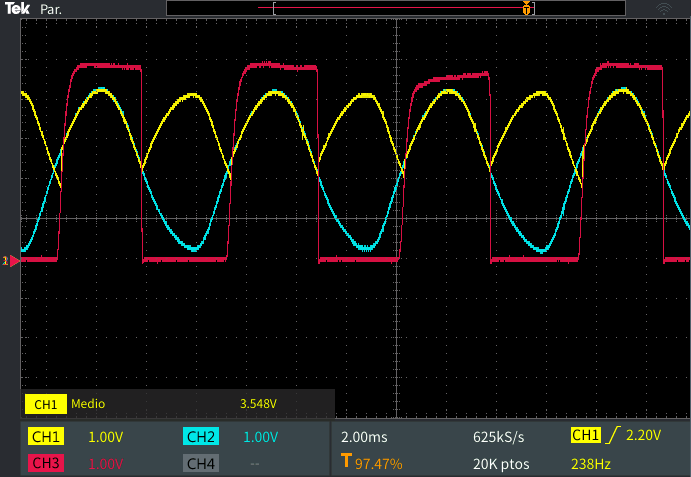 Tek Par.
T
CH1 Medio 3.548V
CH1 1.00V CH2 1.00V 2.00ms 625kS/s CH1 2.20V
CH3 1.00V CH4 -- T 97.47% 20K ptos 238Hz